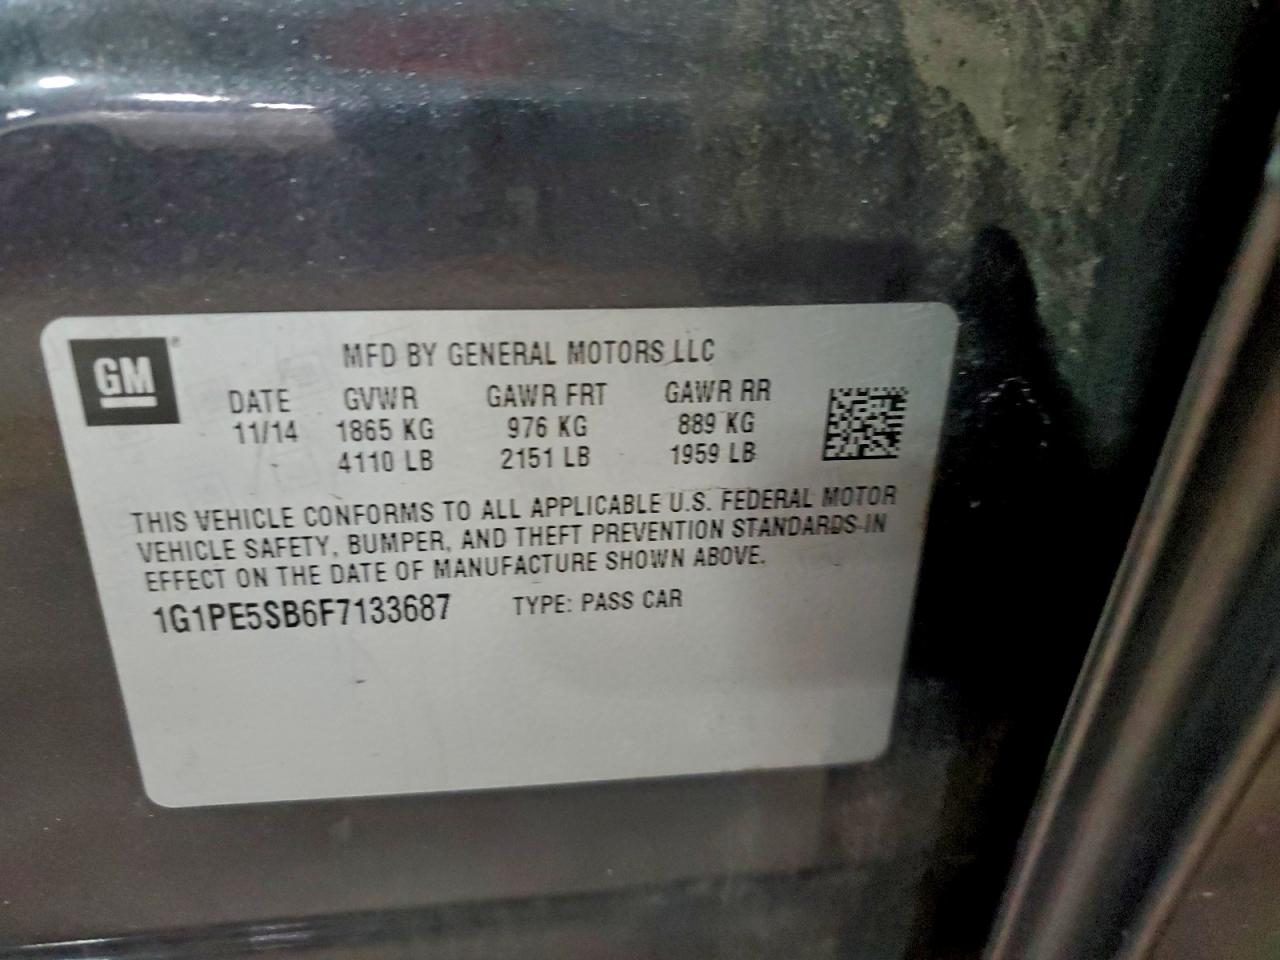 GM
MFD BY GENERAL MOTORS LLC
DATE GVWR GAWR FRT GAWR RR
11/14 1865 KG 976 KG 889 KG
4110 LB 2151 LB 1959 LB
THIS VEHICLE CONFORMS TO ALL APPLICABLE U.S. FEDERAL MOTOR
VEHICLE SAFETY, BUMPER, AND THEFT PREVENTION STANDARDS IN
EFFECT ON THE DATE OF MANUFACTURE SHOWN ABOVE.
1G1PE5SB6F7133687 TYPE: PASS CAR